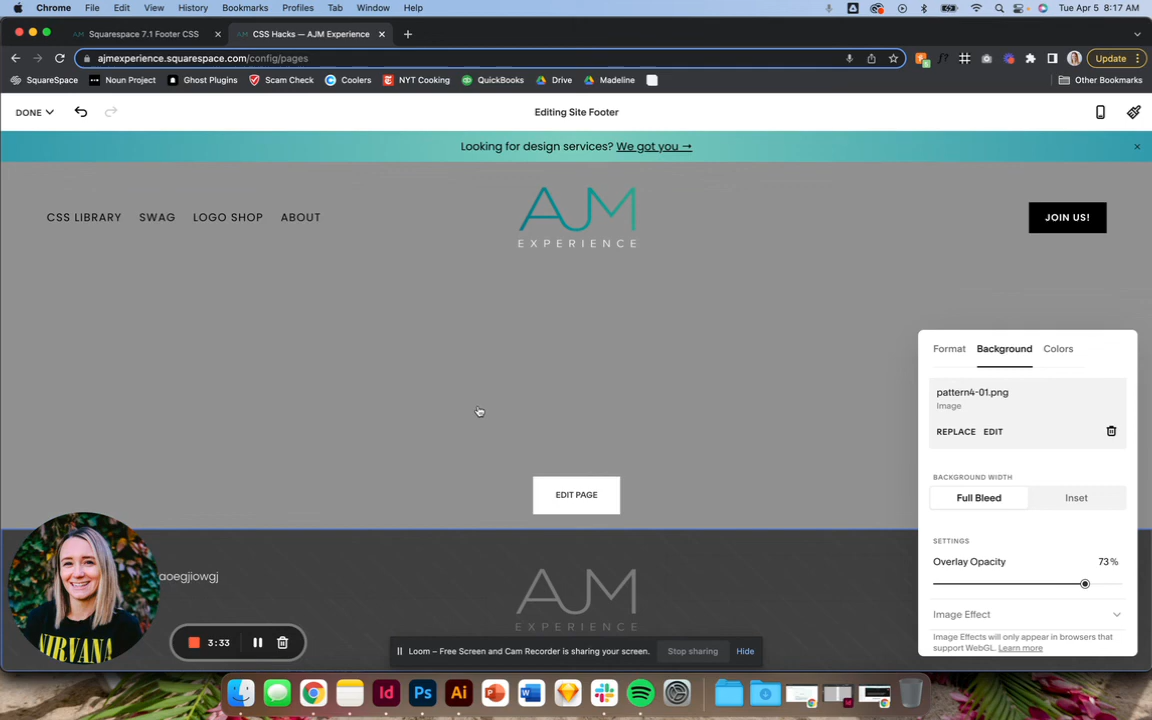 Chrome File Edit View History Bookmarks Profiles Tab Window Help Tue Apr 5 8:17 AM
Squarespace 7.1 Footer CSS CSS Hacks — AJM Experience
ajmexperience.squarespace.com/config/pages Update
SquareSpace Noun Project Ghost Plugins Scam Check Coolers NYT Cooking QuickBooks Drive Madeline Other Bookmarks
DONE Editing Site Footer
Looking for design services? We got you →
CSS LIBRARY SWAG LOGO SHOP ABOUT
AJM
EXPERIENCE
JOIN US!
Format Background Colors
pattern4-01.png
Image
REPLACE EDIT
BACKGROUND WIDTH
Full Bleed Inset
SETTINGS
Overlay Opacity 73%
Image Effect
Image Effects will only appear in browsers that
support WebGL. Learn more
EDIT PAGE
aoegjiowgj
AJM
EXPERIENCE
NIRVANA
3:33
Loom – Free Screen and Cam Recorder is sharing your screen. Stop sharing Hide
Id Ps Ai